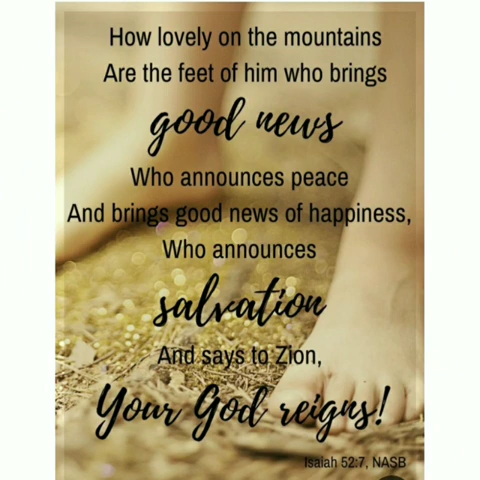 How lovely on the mountains
Are the feet of him who brings
good news
Who announces peace
And brings good news of happiness,
Who announces
salvation
And says to Zion,
Your God reigns!
Isaiah 52:7, NASB